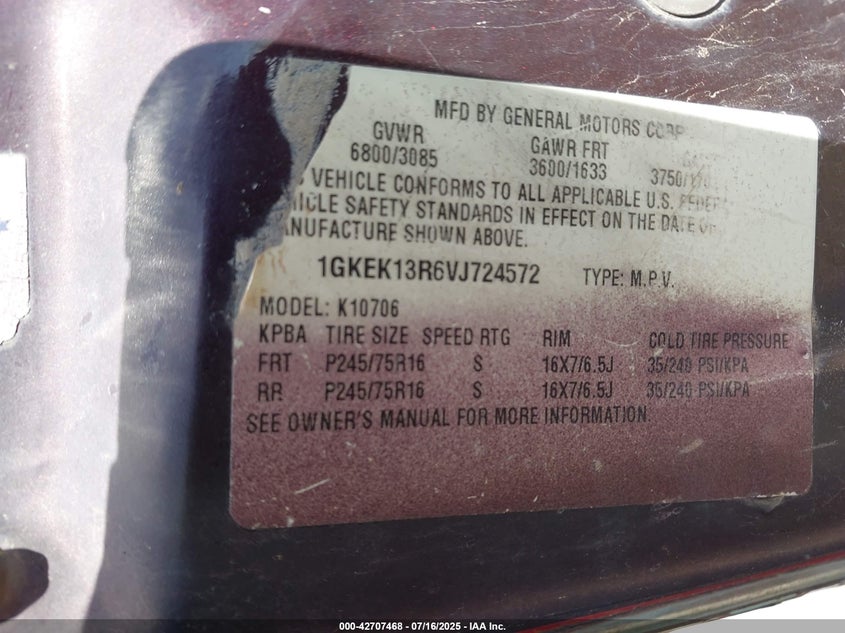 MFD BY GENERAL MOTORS CORP
GVWR GAWR FRT
6800/3085 3600/1633 3750/
VEHICLE CONFORMS TO ALL APPLICABLE U.S.
VEHICLE SAFETY STANDARDS IN EFFECT ON THE DATE OF
MANUFACTURE SHOWN ABOVE.
1GKEK13R6VJ724572 TYPE: M.P.V.
MODEL: K10706
KPBA TIRE SIZE SPEED RTG RIM COLD TIRE PRESSURE
FRT P245/75R16 S 16X7/6.5J 35/240 PSI/KPA
RR P245/75R16 S 16X7/6.5J 35/240 PSI/KPA
SEE OWNER'S MANUAL FOR MORE INFORMATION.
000-42707468 - 07/16/2025 - IAA Inc.